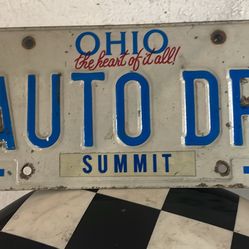 OHIO
the heart of it all!
AUTO DR
SUMMIT